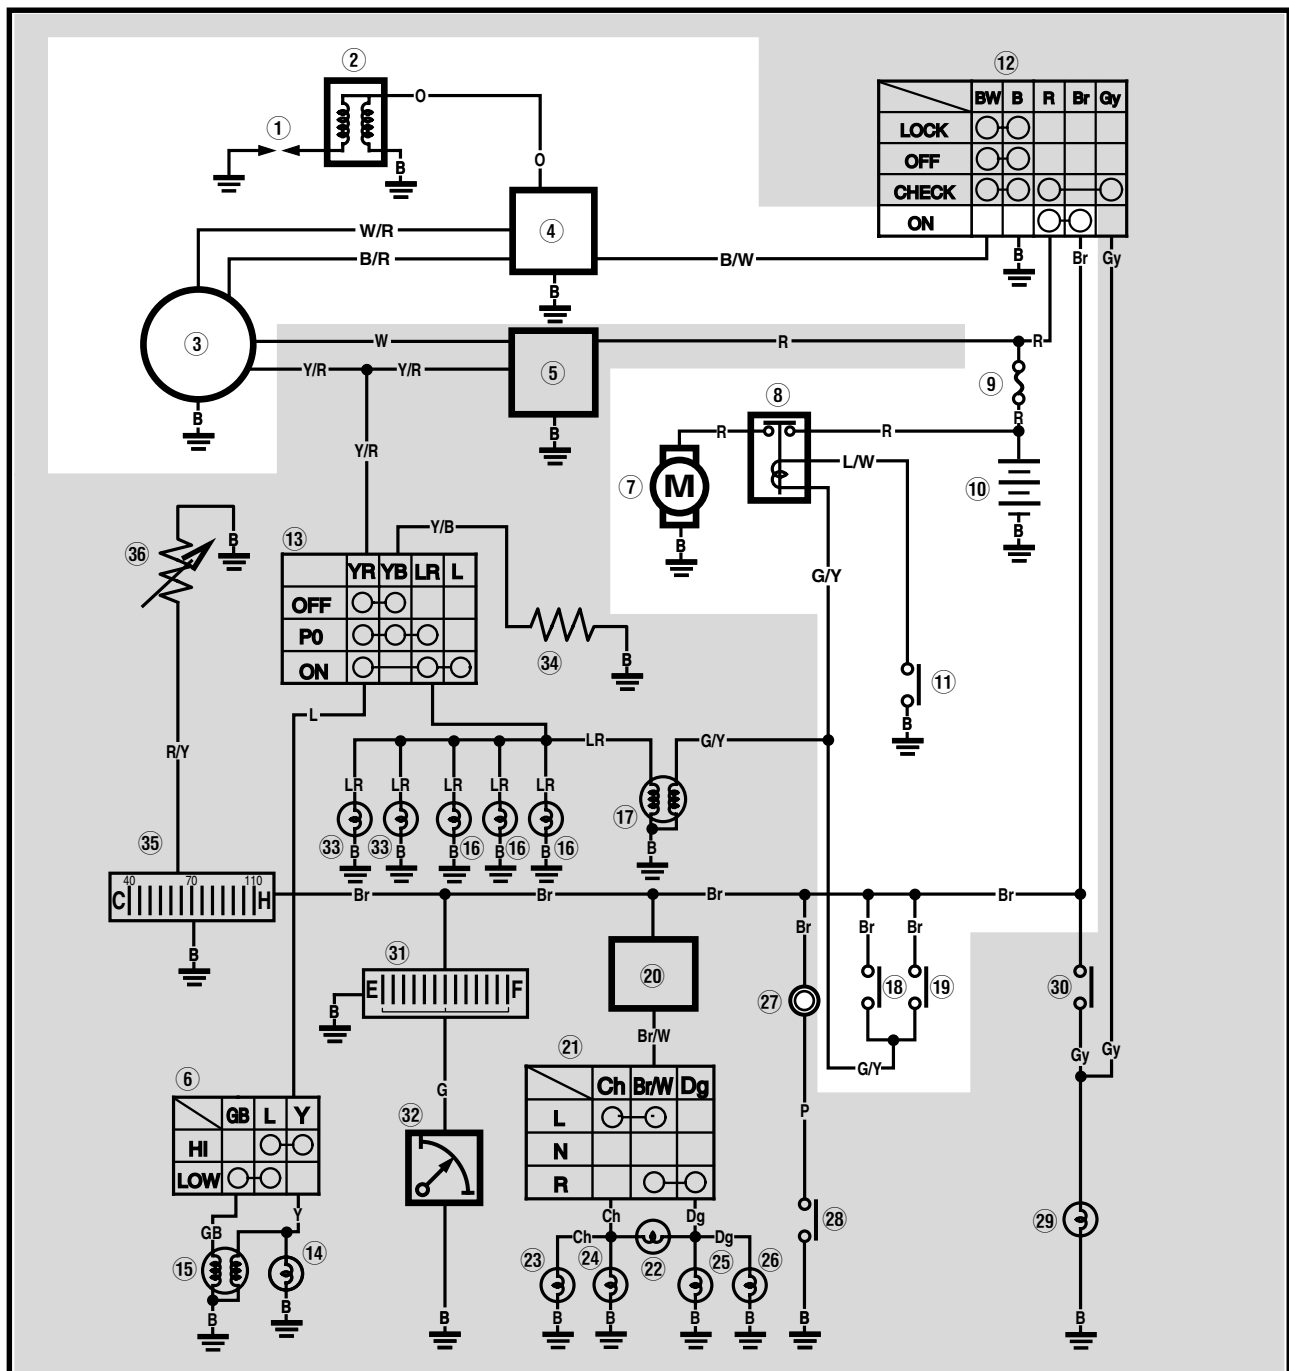 2
12
BW B R Br Gy
LOCK
OFF
CHECK
ON
O
1
B
O
W/R
4
B/R
B/W
B
B
Br
Gy
3
W
R
R
Y/R
Y/R
5
9
B
B
8
R
R
R
Y/R
L/W
7
M
10
B
B
36
B
13
Y/B
G/Y
YR YB LR L
OFF
P0
ON
34
B
11
B
L
R/Y
LR
G/Y
LR LR LR LR LR
17
35
33 33 16 16 16
B B B B B
B
40 70 110
C H
Br Br Br Br
B
Br Br Br
31
E F
B
20
27
18 19
30
Br/W
21
G/Y
Gy Gy
6
G
Ch Br/W Dg
L
N
R
P
GB L Y
HI
LOW
32
28
29
Y
GB
Ch Dg
Ch Dg
15
14
23 24 22 25 26
B
B
B
B B B B
B
B